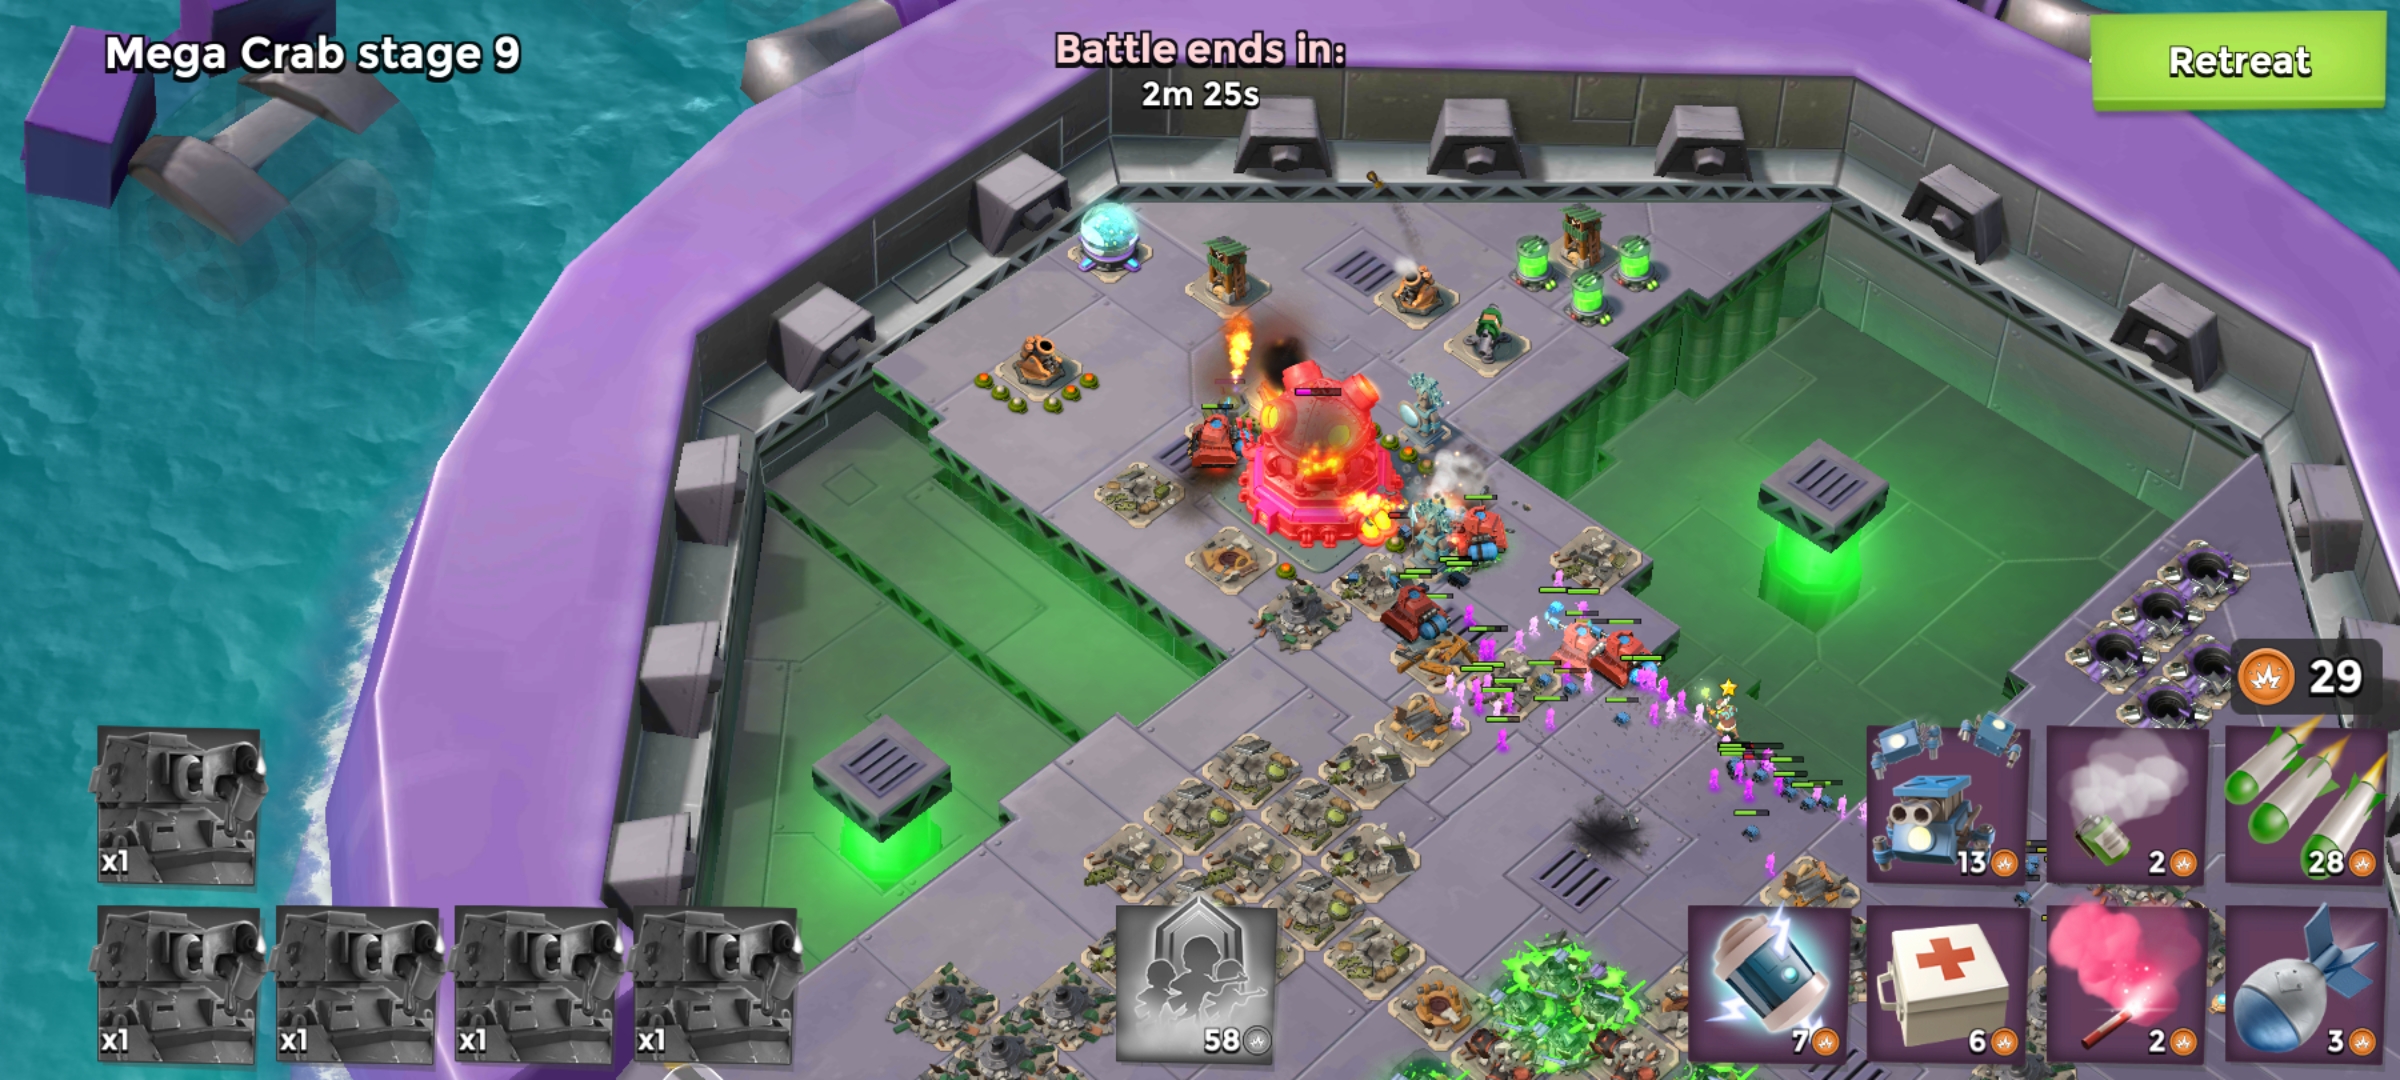 Mega Crab stage 9
Battle ends in:
2m 25s
Retreat
29
x1
13
2
28
x1
x1
x1
x1
58
7
6
2
3